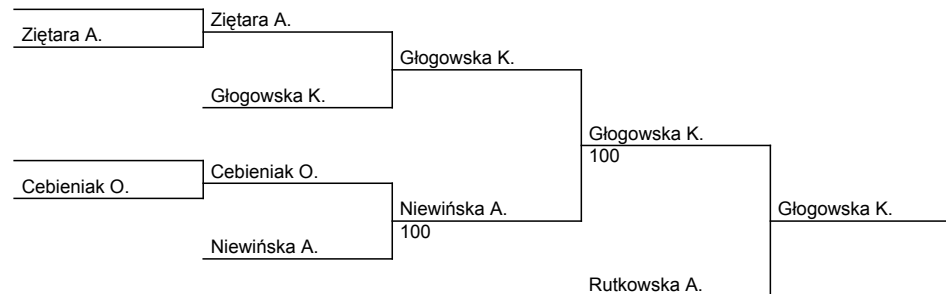 Ziętara A.
Ziętara A.
Głogowska K.
Głogowska K.
Głogowska K.
100
Cebieniak O.
Cebieniak O.
Niewińska A.
100
Głogowska K.
Niewińska A.
Rutkowska A.